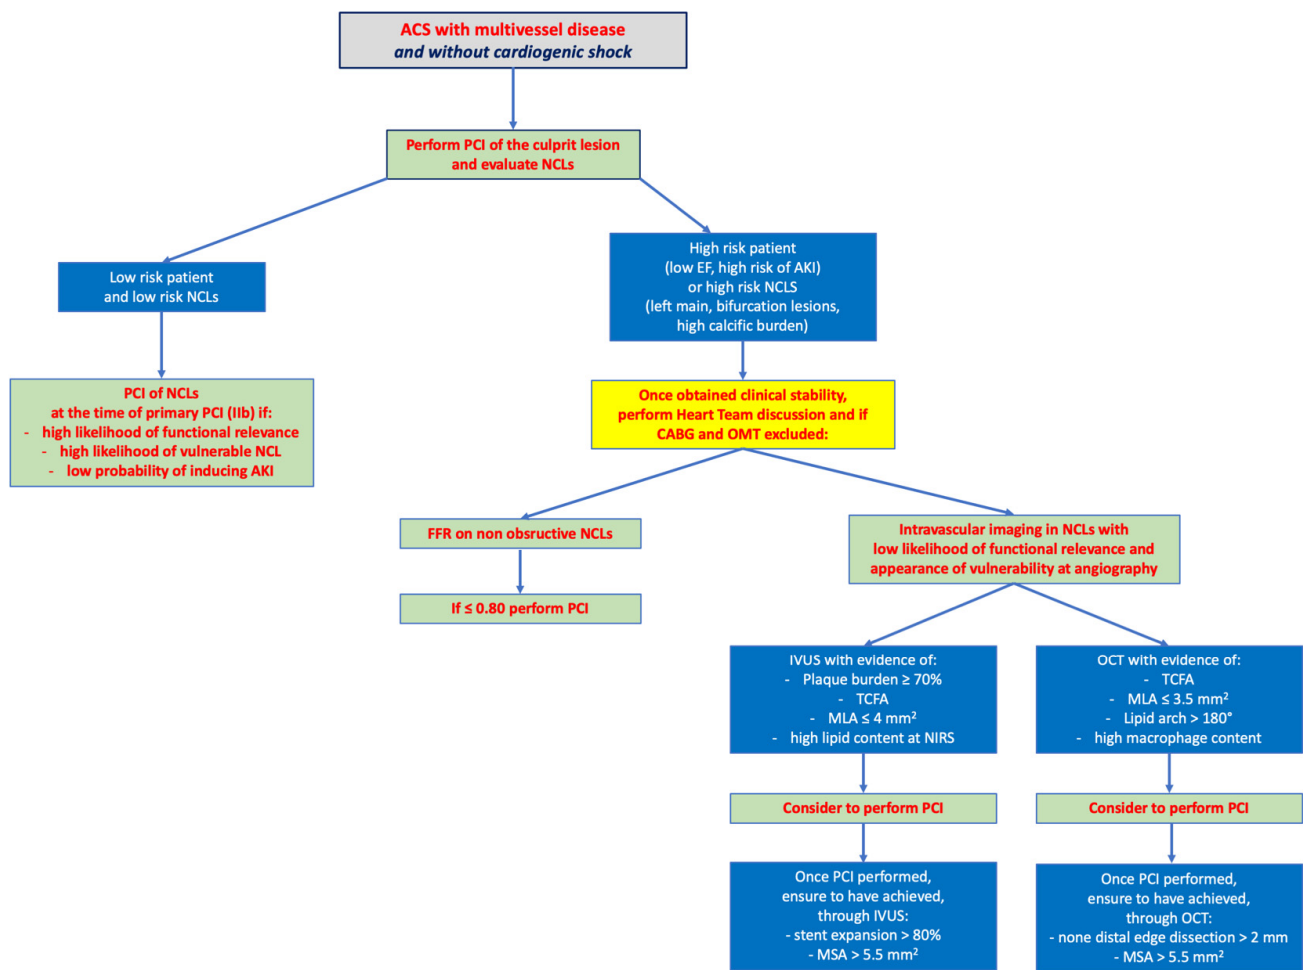 ACS with multivessel disease
and without cardiogenic shock
Perform PCI of the culprit lesion
and evaluate NCLs
Low risk patient
and low risk NCLs
High risk patient
(low EF, high risk of AKI)
or high risk NCLS
(left main, bifurcation lesions,
high calcific burden)
PCI of NCLs
at the time of primary PCI (IIb) if:
- high likelihood of functional relevance
- high likelihood of vulnerable NCL
- low probability of inducing AKI
Once obtained clinical stability,
perform Heart Team discussion and if
CABG and OMT excluded:
FFR on non obsructive NCLs
If ≤ 0.80 perform PCI
Intravascular imaging in NCLs with
low likelihood of functional relevance and
appearance of vulnerability at angiography
IVUS with evidence of:
- Plaque burden ≥ 70%
- TCFA
- MLA ≤ 4 mm²
- high lipid content at NIRS
OCT with evidence of:
- TCFA
- MLA ≤ 3.5 mm²
- Lipid arch > 180°
- high macrophage content
Consider to perform PCI
Consider to perform PCI
Once PCI performed,
ensure to have achieved,
through IVUS:
- stent expansion > 80%
- MSA > 5.5 mm²
Once PCI performed,
ensure to have achieved,
through OCT:
- none distal edge dissection > 2 mm
- MSA > 5.5 mm²